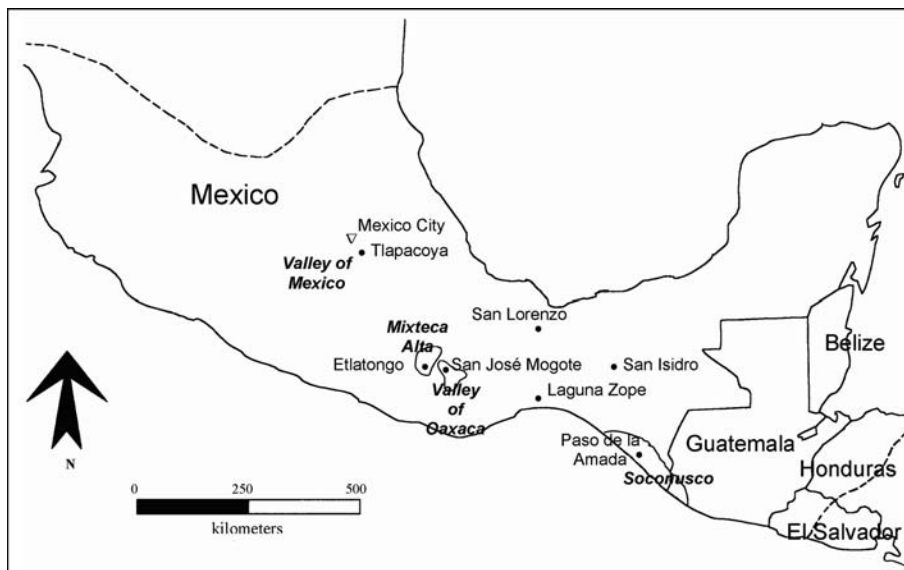 Mexico
Mexico City
Tlapacoya
Valley of
Mexico
San Lorenzo
Mixteca
Alta
Etlatongo
San José Mogote
San Isidro
Belize
Valley
of
Oaxaca
Laguna Zope
Paso de la
Amada
Guatemala
Soconusco
Honduras
El Salvador
N
0 250 500
kilometers